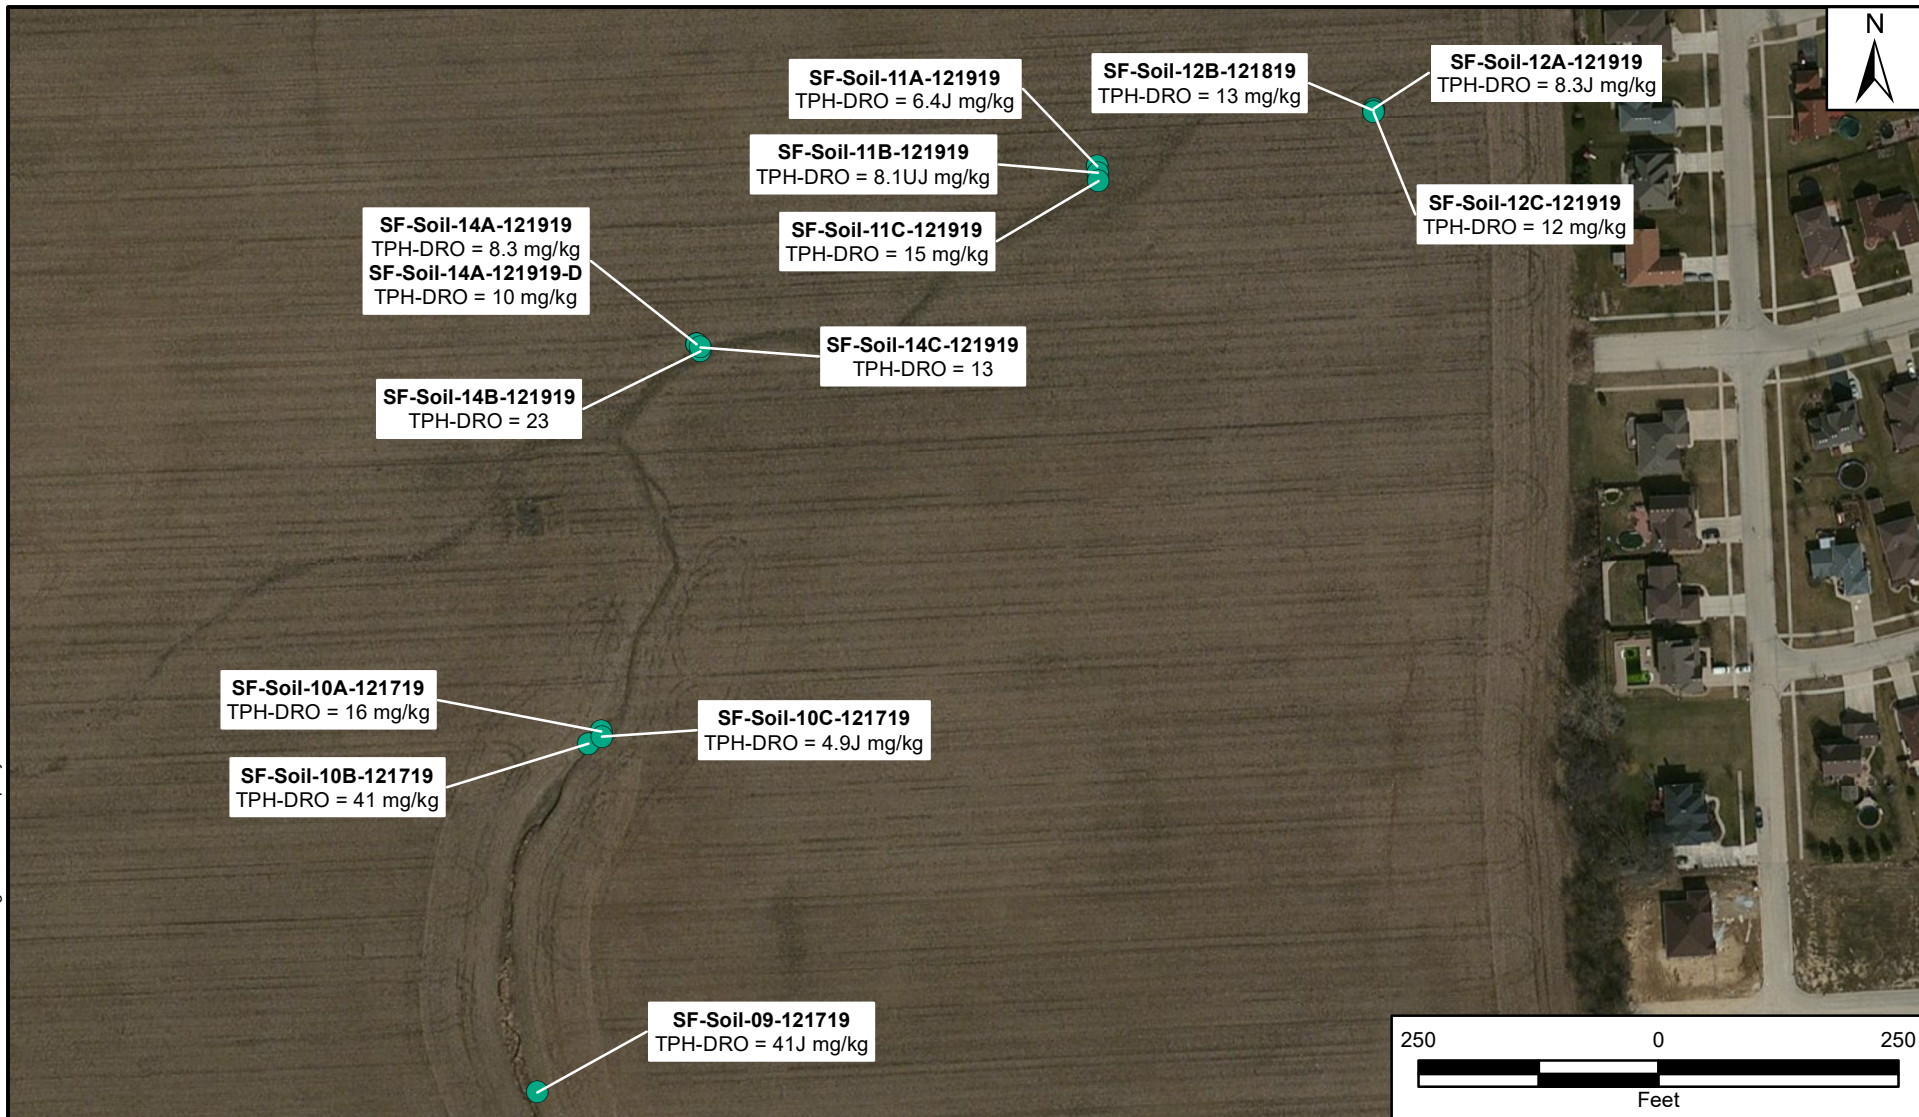 N
SF-Soil-11A-121919
TPH-DRO = 6.4J mg/kg
SF-Soil-12B-121819
TPH-DRO = 13 mg/kg
SF-Soil-12A-121919
TPH-DRO = 8.3J mg/kg
SF-Soil-11B-121919
TPH-DRO = 8.1UJ mg/kg
SF-Soil-12C-121919
TPH-DRO = 12 mg/kg
SF-Soil-11C-121919
TPH-DRO = 15 mg/kg
SF-Soil-14A-121919
TPH-DRO = 8.3 mg/kg
SF-Soil-14A-121919-D
TPH-DRO = 10 mg/kg
SF-Soil-14C-121919
TPH-DRO = 13
SF-Soil-14B-121919
TPH-DRO = 23
SF-Soil-10A-121719
TPH-DRO = 16 mg/kg
SF-Soil-10C-121719
TPH-DRO = 4.9J mg/kg
SF-Soil-10B-121719
TPH-DRO = 41 mg/kg
SF-Soil-09-121719
TPH-DRO = 41J mg/kg
250 0 250
Feet